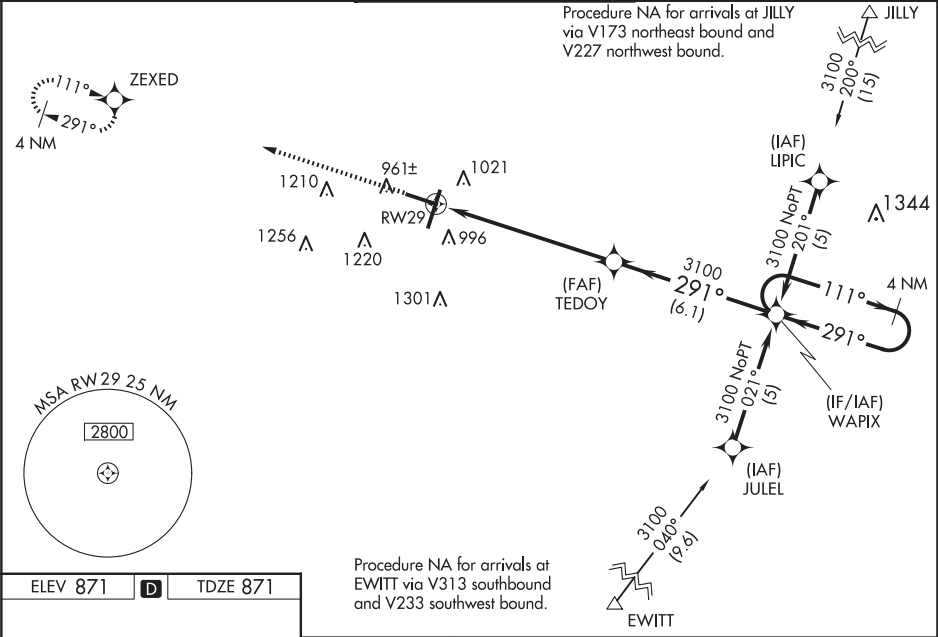 Procedure NA for arrivals at JILLY
via V173 northeast bound and
V227 northwest bound.
JILLY
3100
200°
(15)
ZEXED
111°
291°
4 NM
(IAF)
LIPIC
961±
1021
1210
RW29
996
1256
1220
1301
1344
3100 NoPT
201°
(5)
(FAF)
TEDOY
3100
291°
(6.1)
111°
4 NM
291°
(IF/IAF)
WAPIX
3100 NoPT
021°
(5)
(IAF)
JULEL
MSA RW29 25 NM
2800
3100
040°
(9.6)
EWITT
Procedure NA for arrivals at
EWITT via V313 southbound
and V233 southwest bound.
ELEV 871 D TDZE 871